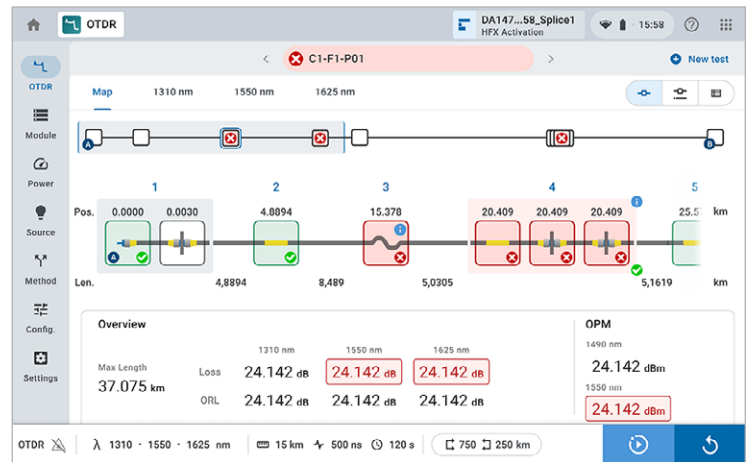 OTDR
DA147...58_Splice1
HFX Activation
15:58
OTDR
Module
Power
Source
Method
Config.
Settings
C1-F1-P01
New test
Map 1310 nm 1550 nm 1625 nm
A B
1 2 3 4 5
Pos. 0.0000 0.0030 4.8894 15.378 20.409 20.409 20.409 25.5 km
A
Len. 4,8894 8,489 5,0305 5,1619 km
Overview
1310 nm 1550 nm 1625 nm
Max Length
37.075 km
Loss 24.142 dB 24.142 dB 24.142 dB
ORL 24.142 dB 24.142 dB 24.142 dB
OPM
1490 nm
24.142 dBm
1550 nm
24.142 dBm
OTDR λ 1310 · 1550 · 1625 nm 15 km 500 ns 120 s 750 250 km